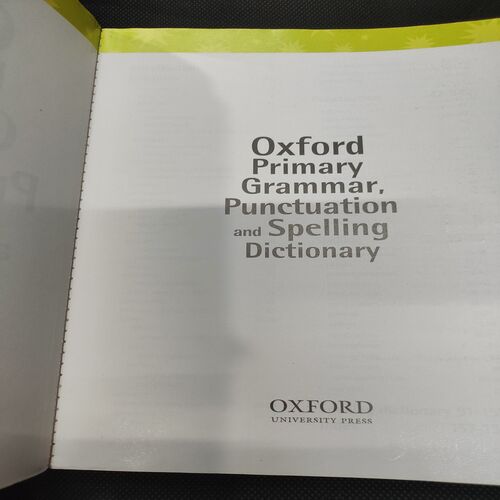 Oxford
Primary
Grammar,
Punctuation
and Spelling
Dictionary
OXFORD
UNIVERSITY PRESS